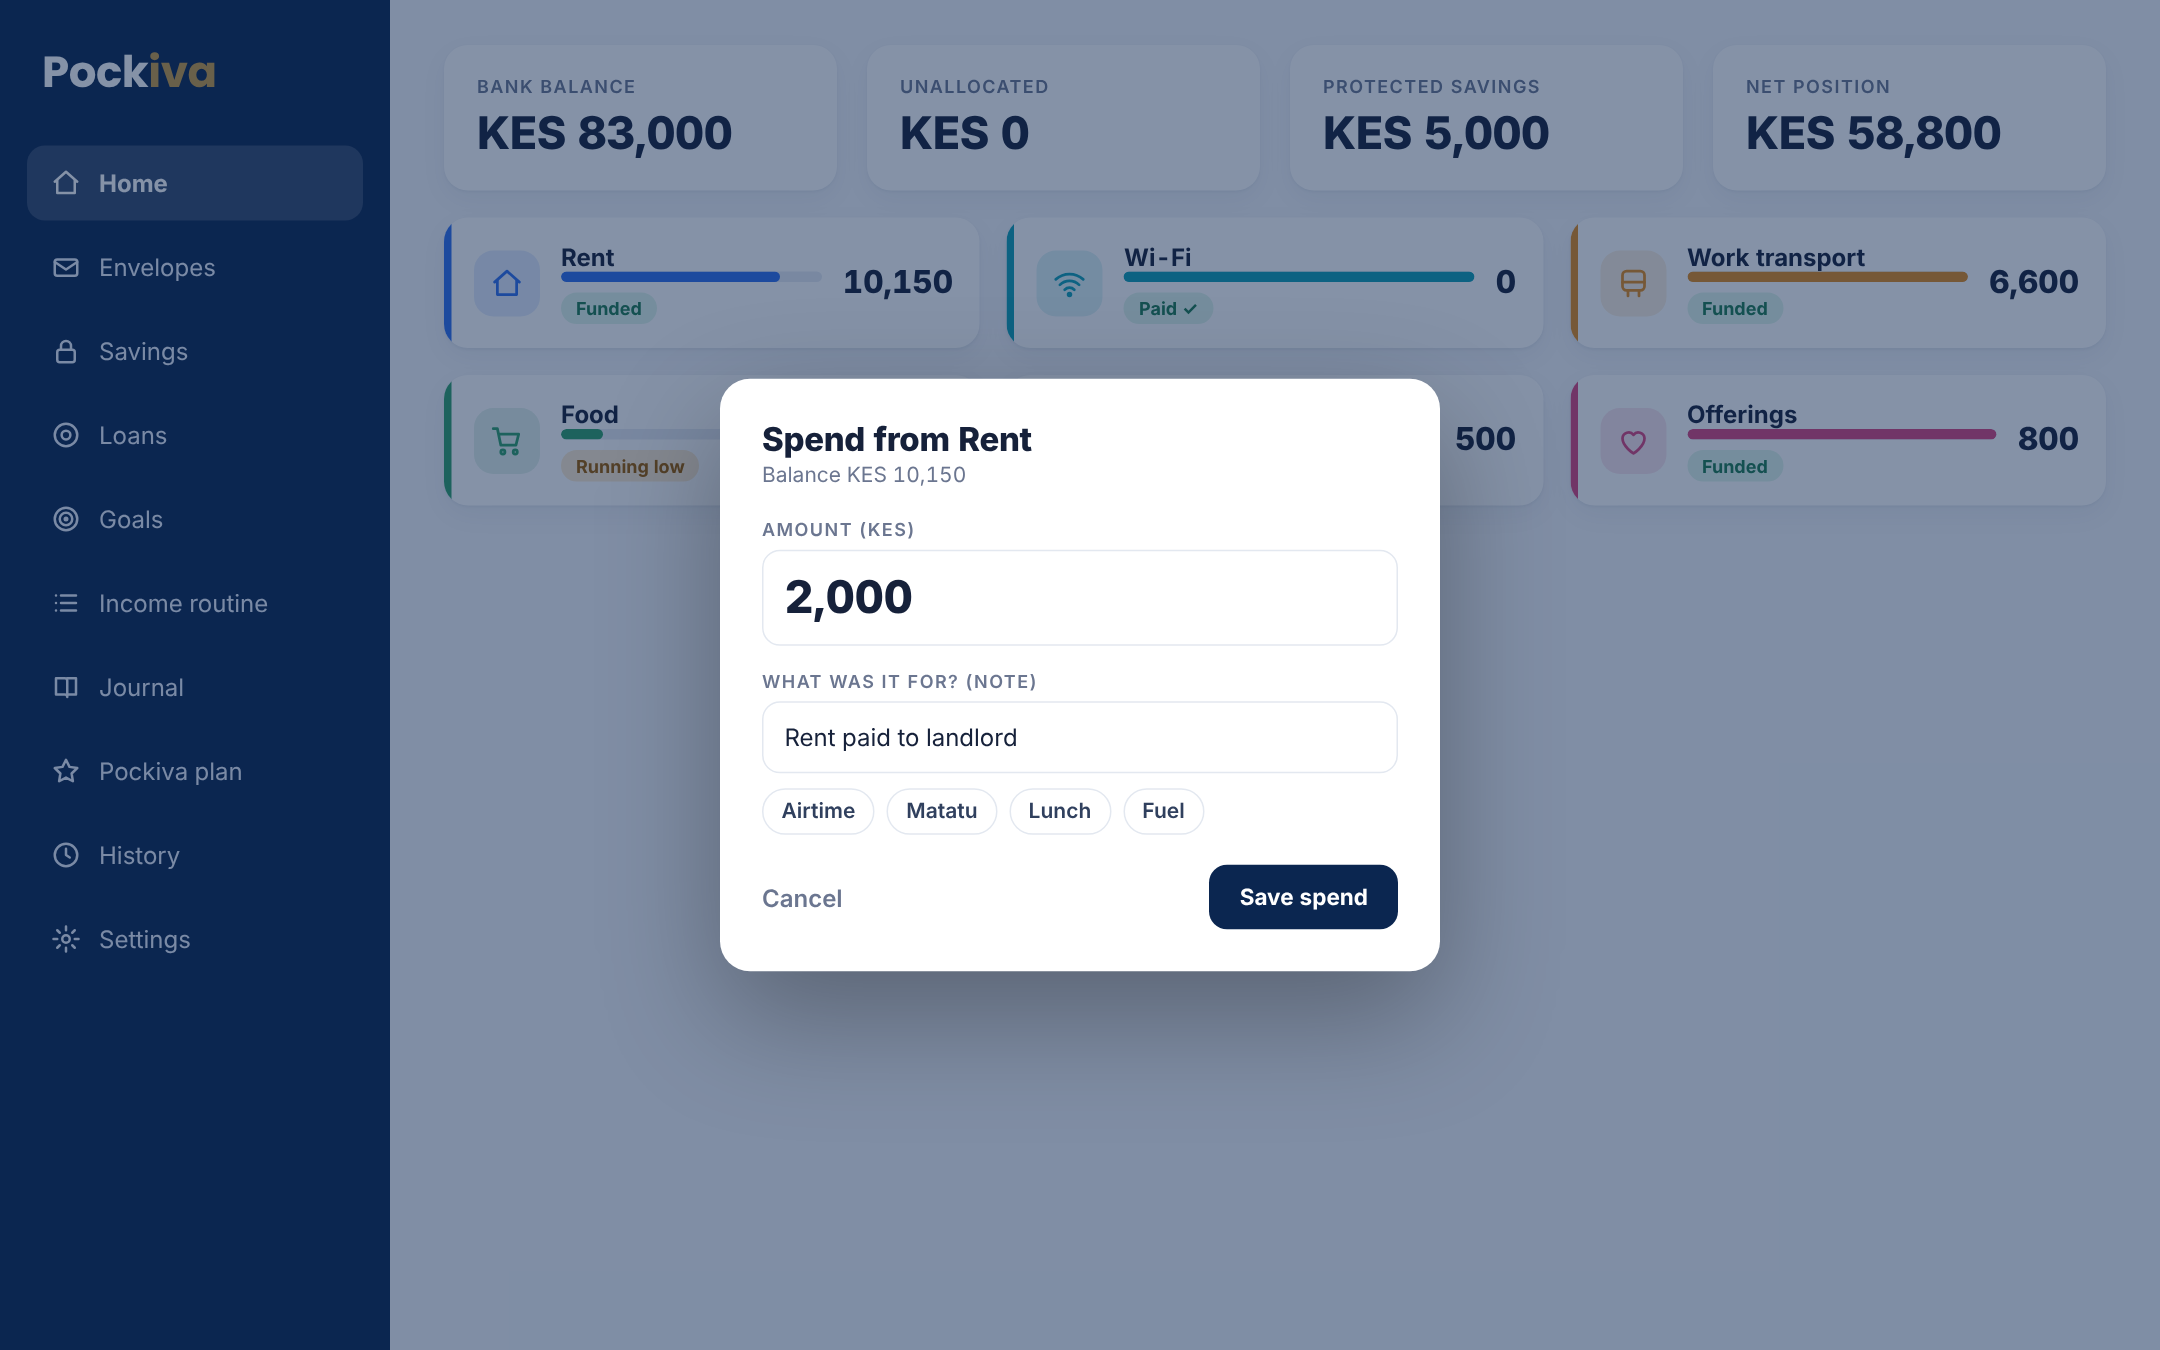 Pockiva
Home
Envelopes
Savings
Loans
Goals
Income routine
Journal
Pockiva plan
History
Settings
BANK BALANCE
KES 83,000
UNALLOCATED
KES 0
PROTECTED SAVINGS
KES 5,000
NET POSITION
KES 58,800
Rent
10,150
Funded
Wi-Fi
0
Paid ✓
Work transport
6,600
Funded
Food
Running low
500
Offerings
800
Funded
Spend from Rent
Balance KES 10,150
AMOUNT (KES)
2,000
WHAT WAS IT FOR? (NOTE)
Rent paid to landlord
Airtime
Matatu
Lunch
Fuel
Cancel
Save spend